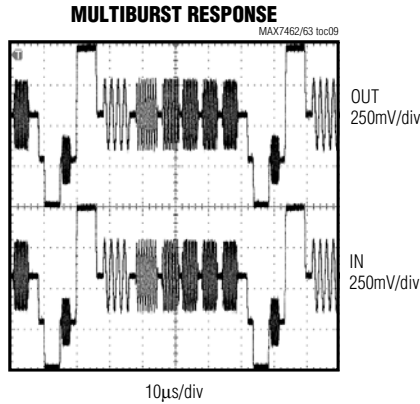 MULTIBURST RESPONSE
MAX7462/63 toc09
T
OUT
250mV/div
IN
250mV/div
10μs/div